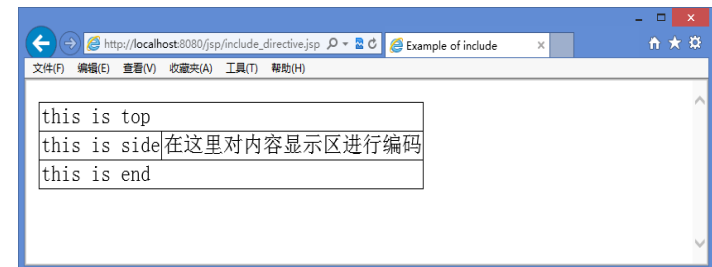 http://localhost:8080/jsp/include_directive.jsp
Example of include
文件(F) 编辑(E) 查看(V) 收藏夹(A) 工具(T) 帮助(H)
this is top
this is side 在这里对内容显示区进行编码
this is end